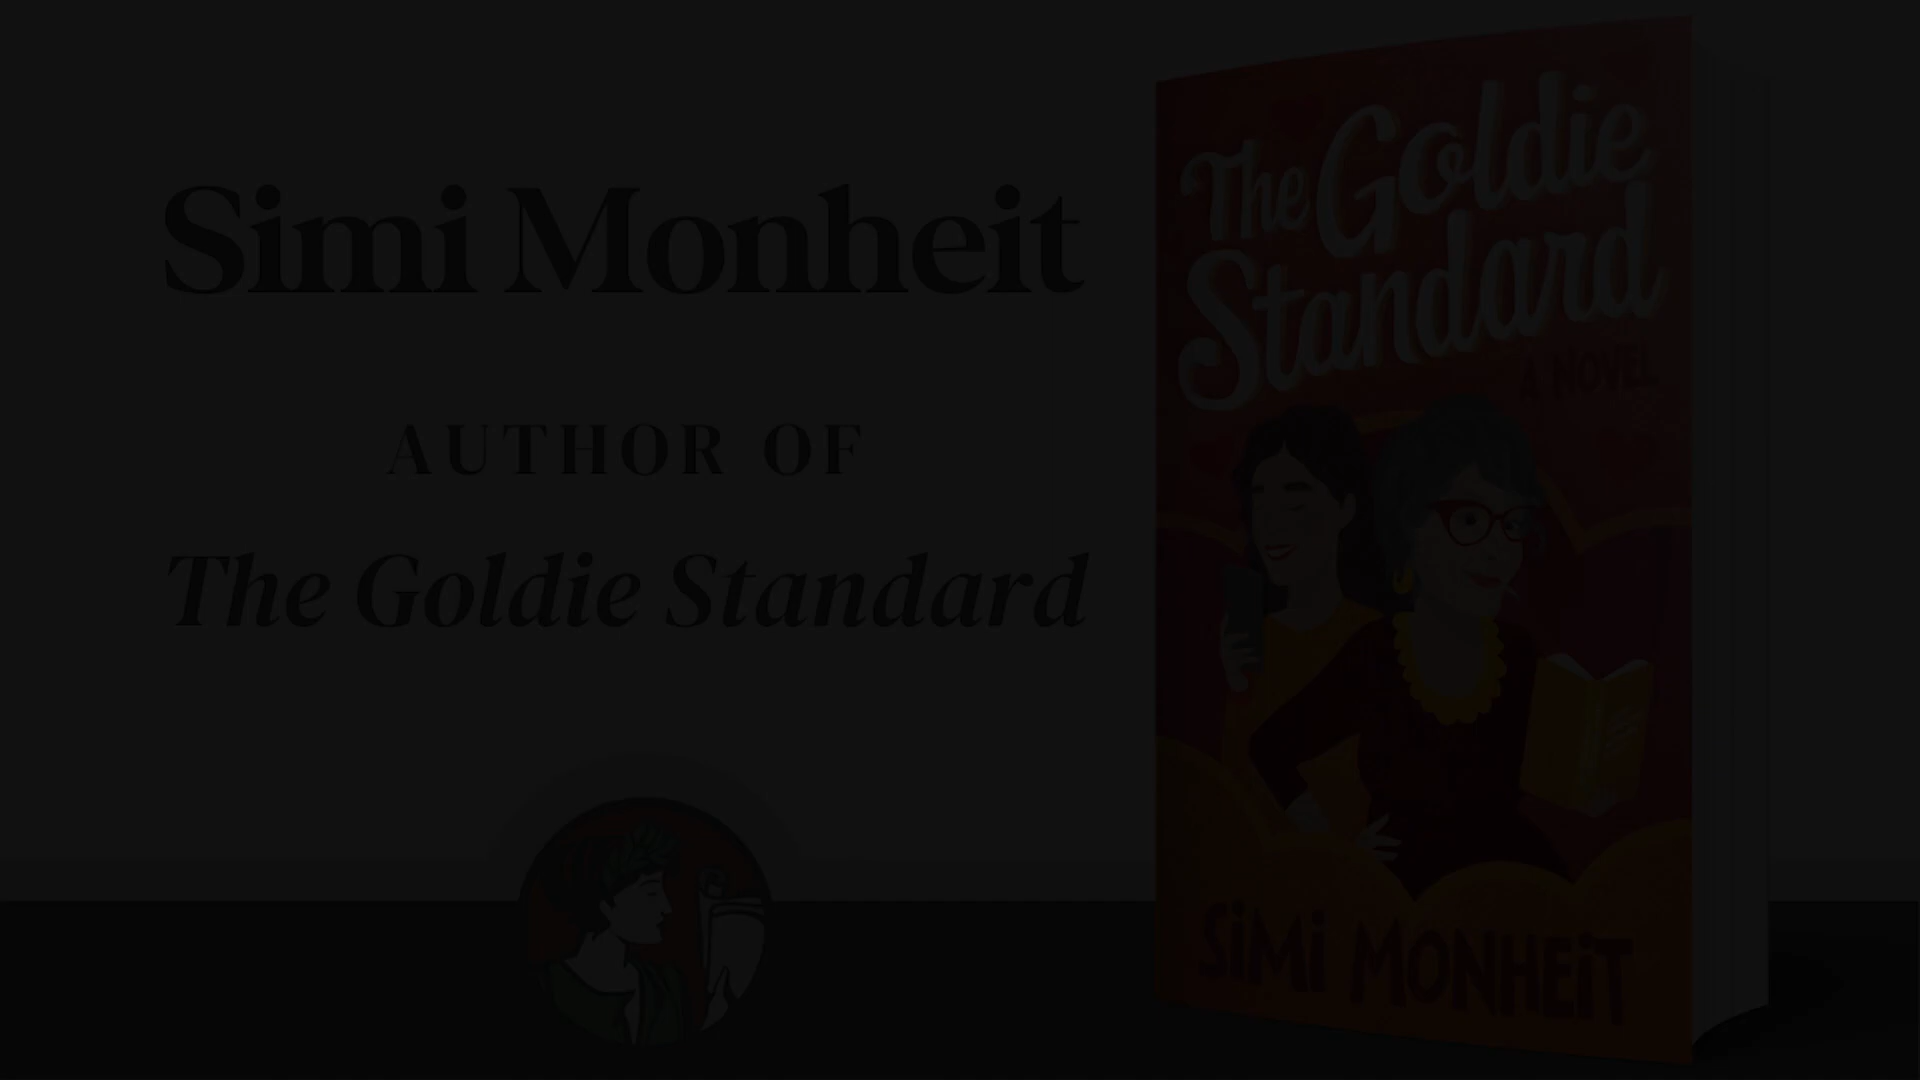 Simi Monheit
AUTHOR OF
The Goldie Standard
The Goldie
Standard
A NOVEL
SiMi MONHEiT